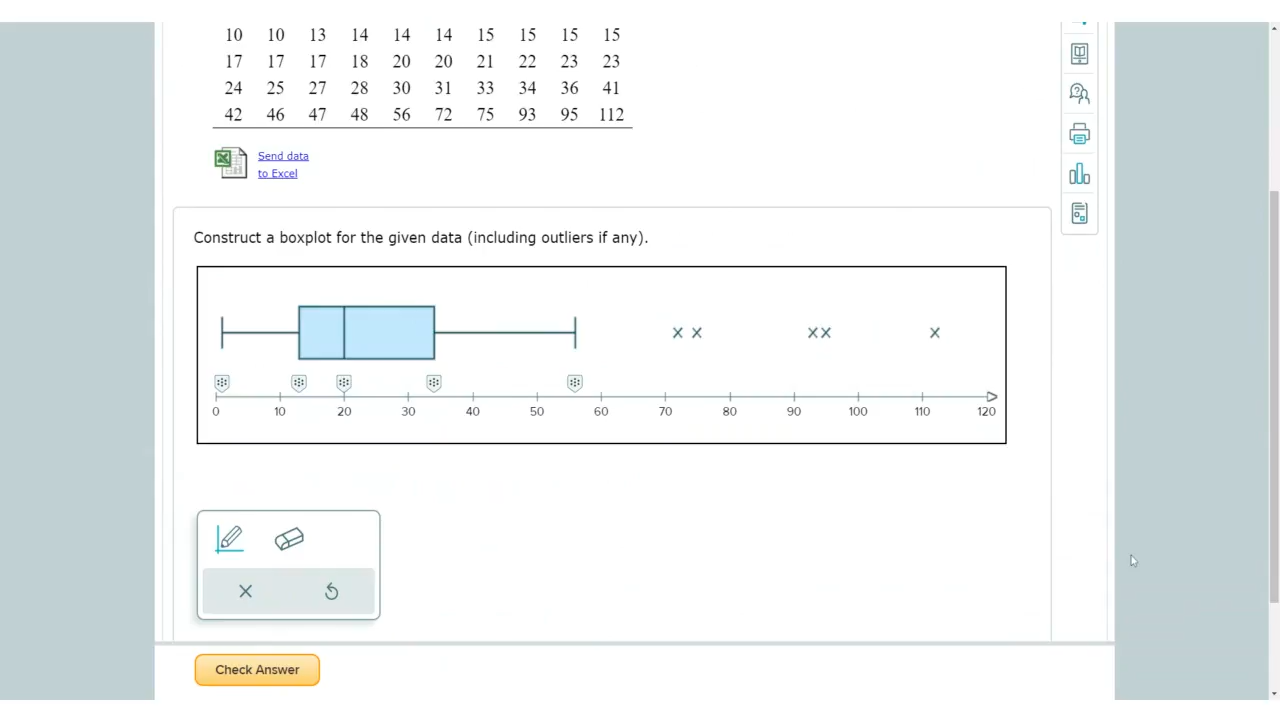 10 10 13 14 14 14 15 15 15 15
17 17 17 18 20 20 21 22 23 23
24 25 27 28 30 31 33 34 36 41
42 46 47 48 56 72 75 93 95 112
Send data
to Excel
Construct a boxplot for the given data (including outliers if any).
0 10 20 30 40 50 60 70 80 90 100 110 120
Check Answer